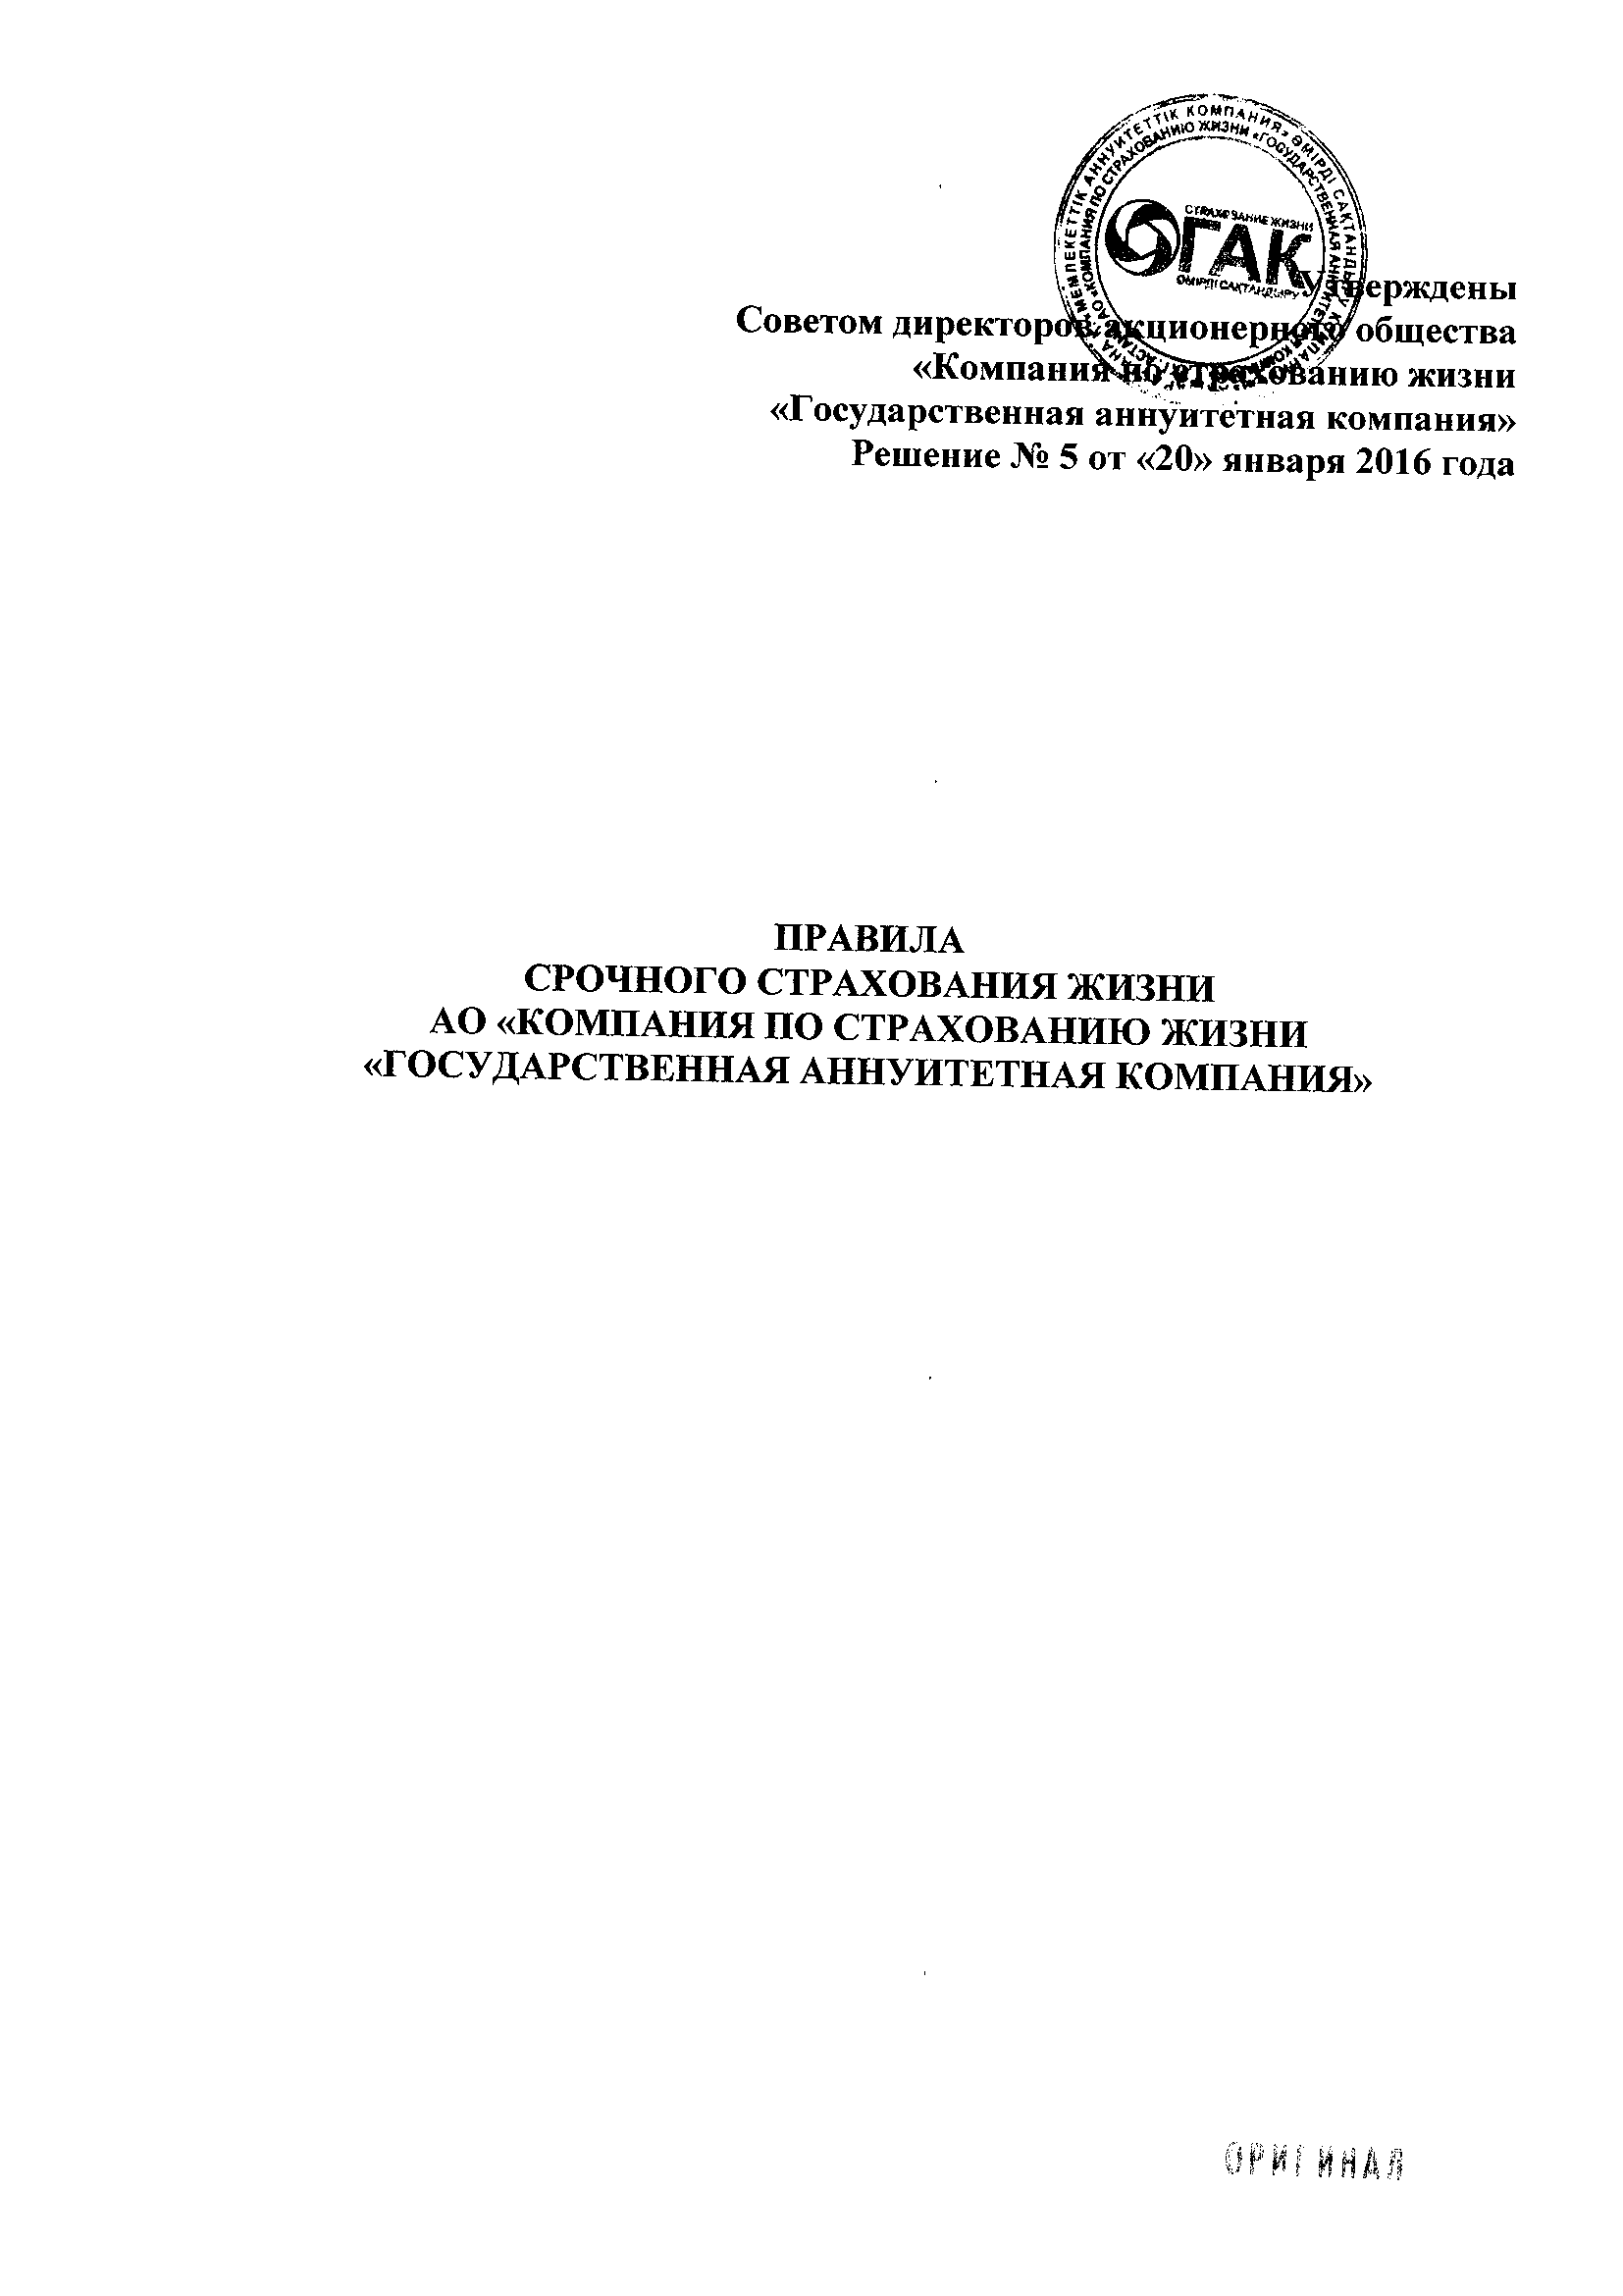 СТРАХОВАНИЕ ЖИЗНИ
ГАК
ӨМІРДІ САҚТАНДЫРУ
МЕМЛЕКЕТТІК АННУИТЕТТІК КОМПАНИЯ» ӨМІРДІ САҚТАНДЫРУ
АО «КОМПАНИЯ ПО СТРАХОВАНИЮ ЖИЗНИ «ГОСУДАРСТВЕННАЯ АННУИТЕТНАЯ
Утверждены
Советом директоров акционерного общества
«Компания по страхованию жизни
«Государственная аннуитетная компания»
Решение № 5 от «20» января 2016 года
ПРАВИЛА
СРОЧНОГО СТРАХОВАНИЯ ЖИЗНИ
АО «КОМПАНИЯ ПО СТРАХОВАНИЮ ЖИЗНИ
«ГОСУДАРСТВЕННАЯ АННУИТЕТНАЯ КОМПАНИЯ»
ОРИГИНАЛ